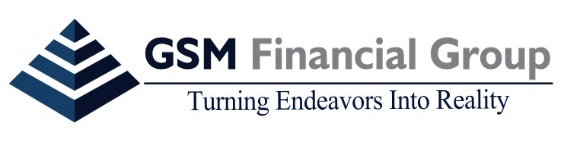 GSM Financial Group
Turning Endeavors Into Reality